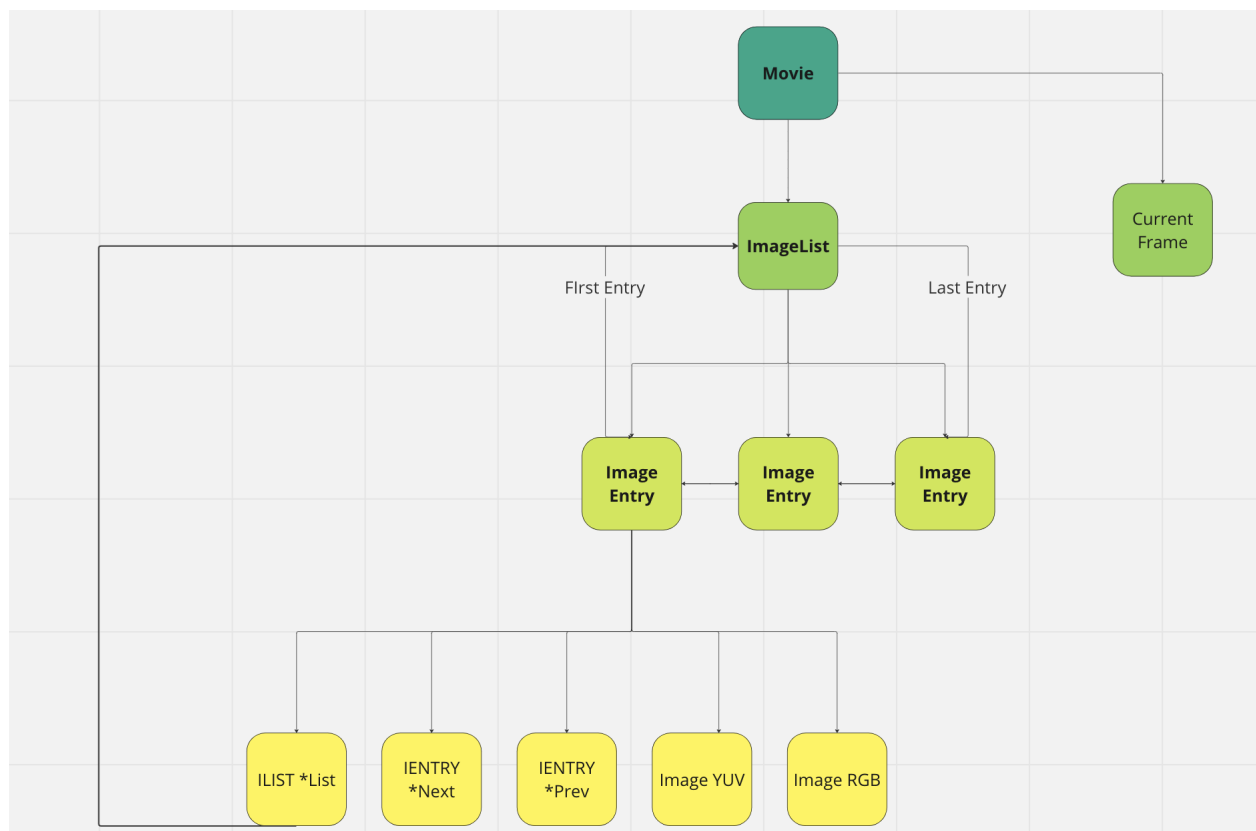 Movie
Current
Frame
ImageList
FIrst Entry
Last Entry
Image
Entry
Image
Entry
Image
Entry
ILIST *List
IENTRY
*Next
IENTRY
*Prev
Image YUV
Image RGB